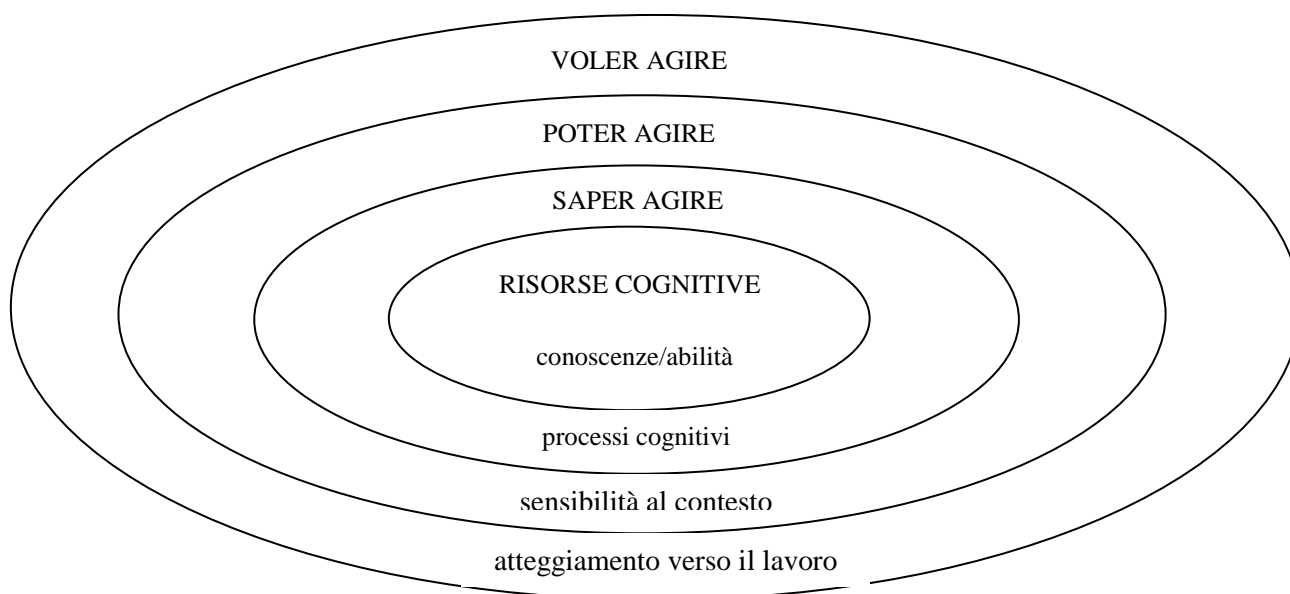 VOLER AGIRE
POTER AGIRE
SAPER AGIRE
RISORSE COGNITIVE
conoscenze/abilità
processi cognitivi
sensibilità al contesto
atteggiamento verso il lavoro